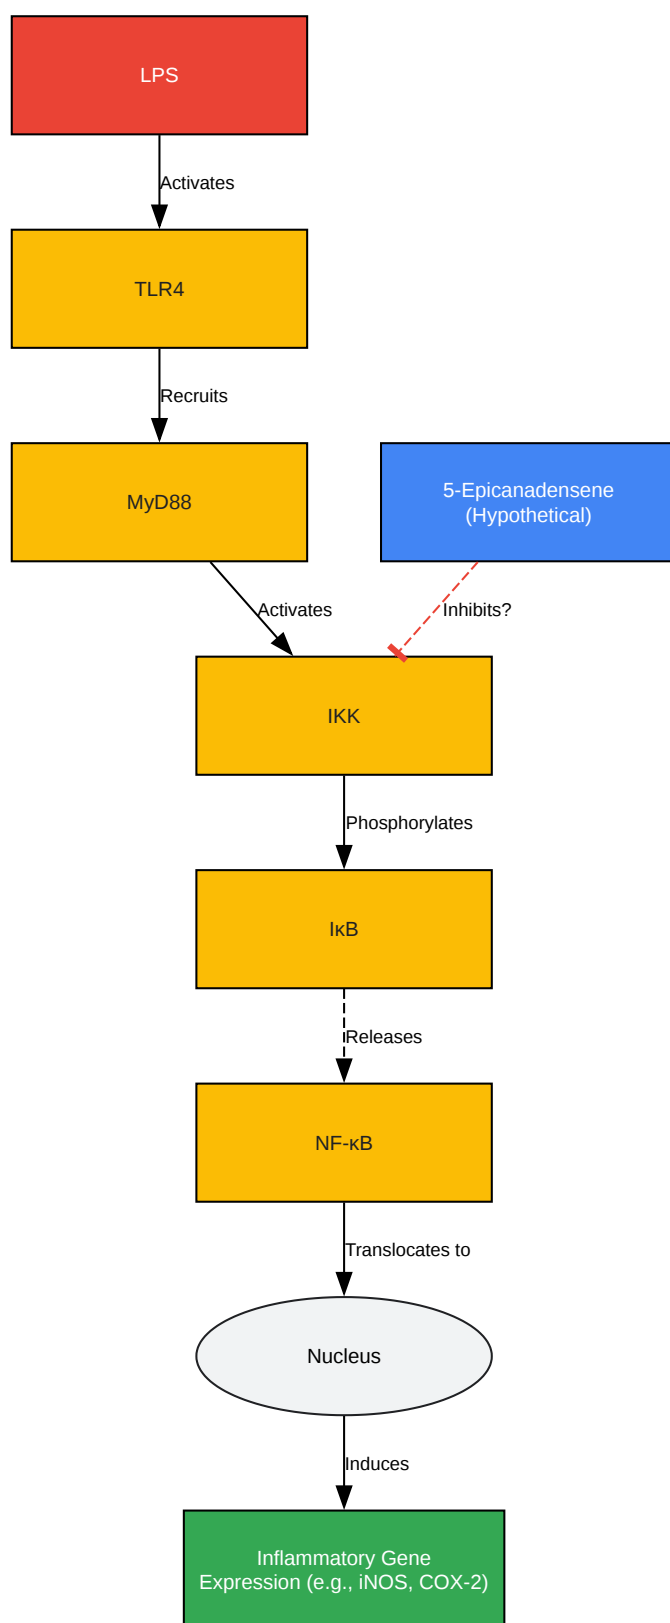 LPS
Activates
TLR4
Recruits
MyD88
5-Epicanadensene
(Hypothetical)
Activates
Inhibits?
IKK
Phosphorylates
IκB
Releases
NF-κB
Translocates to
Nucleus
Induces
Inflammatory Gene
Expression (e.g., iNOS, COX-2)